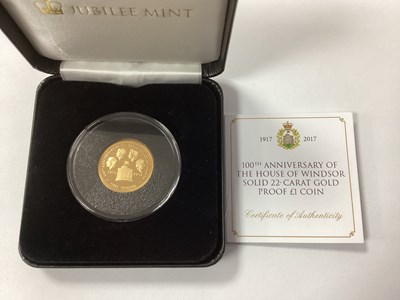 JUBILEE MINT
1917 2017
100TH ANNIVERSARY OF
THE HOUSE OF WINDSOR
SOLID 22-CARAT GOLD
PROOF £1 COIN
Certificate of Authenticity